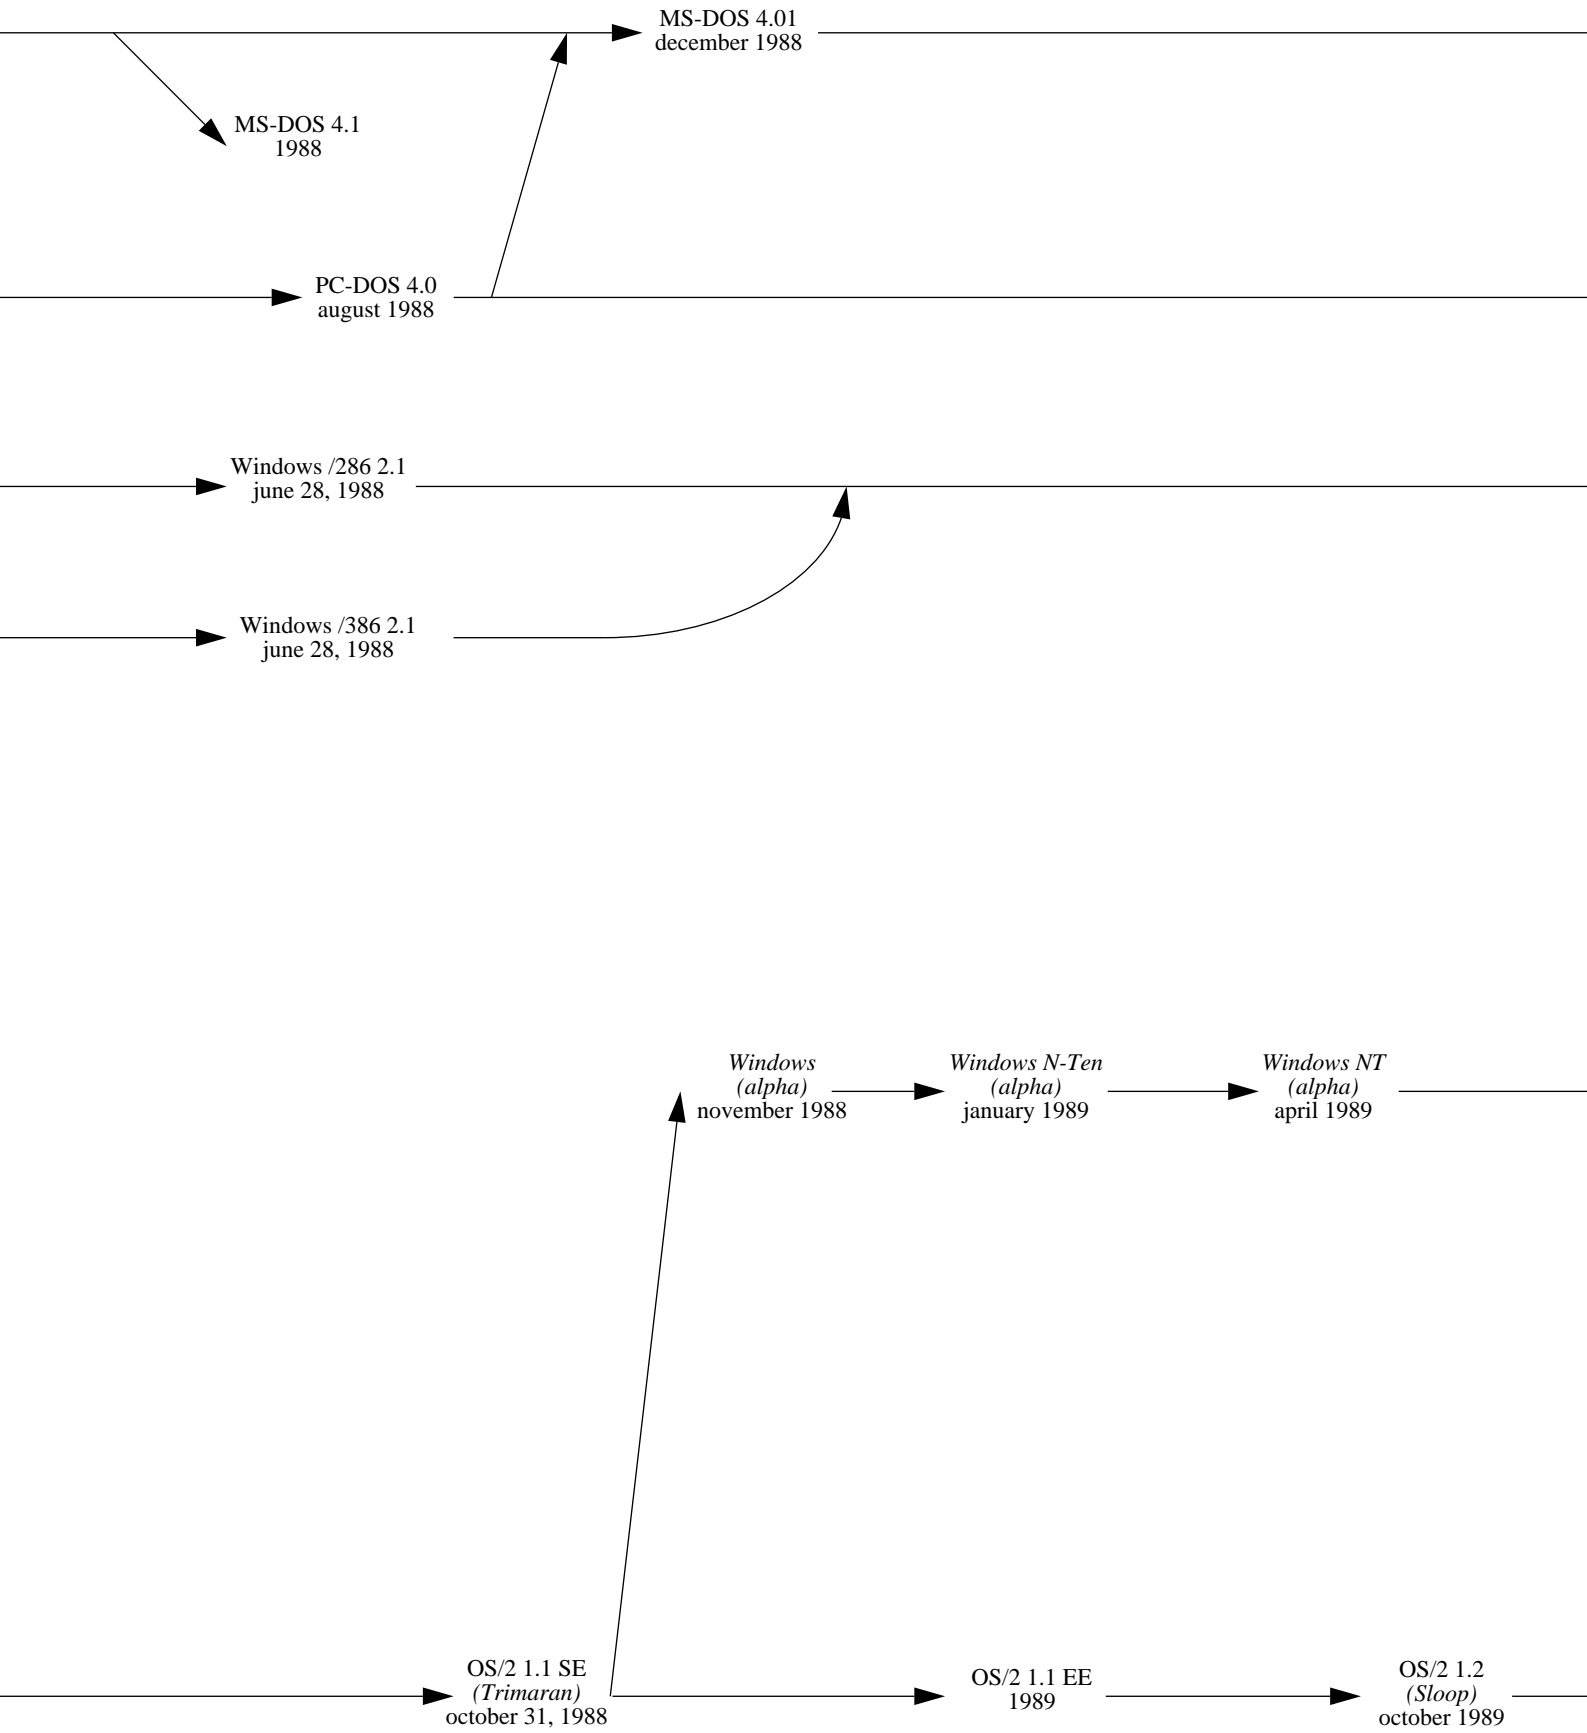 MS-DOS 4.01
december 1988
MS-DOS 4.1
1988
PC-DOS 4.0
august 1988
Windows /286 2.1
june 28, 1988
Windows /386 2.1
june 28, 1988
Windows
(alpha)
november 1988
Windows N-Ten
(alpha)
january 1989
Windows NT
(alpha)
april 1989
OS/2 1.1 SE
(Trimaran)
october 31, 1988
OS/2 1.1 EE
1989
OS/2 1.2
(Sloop)
october 1989